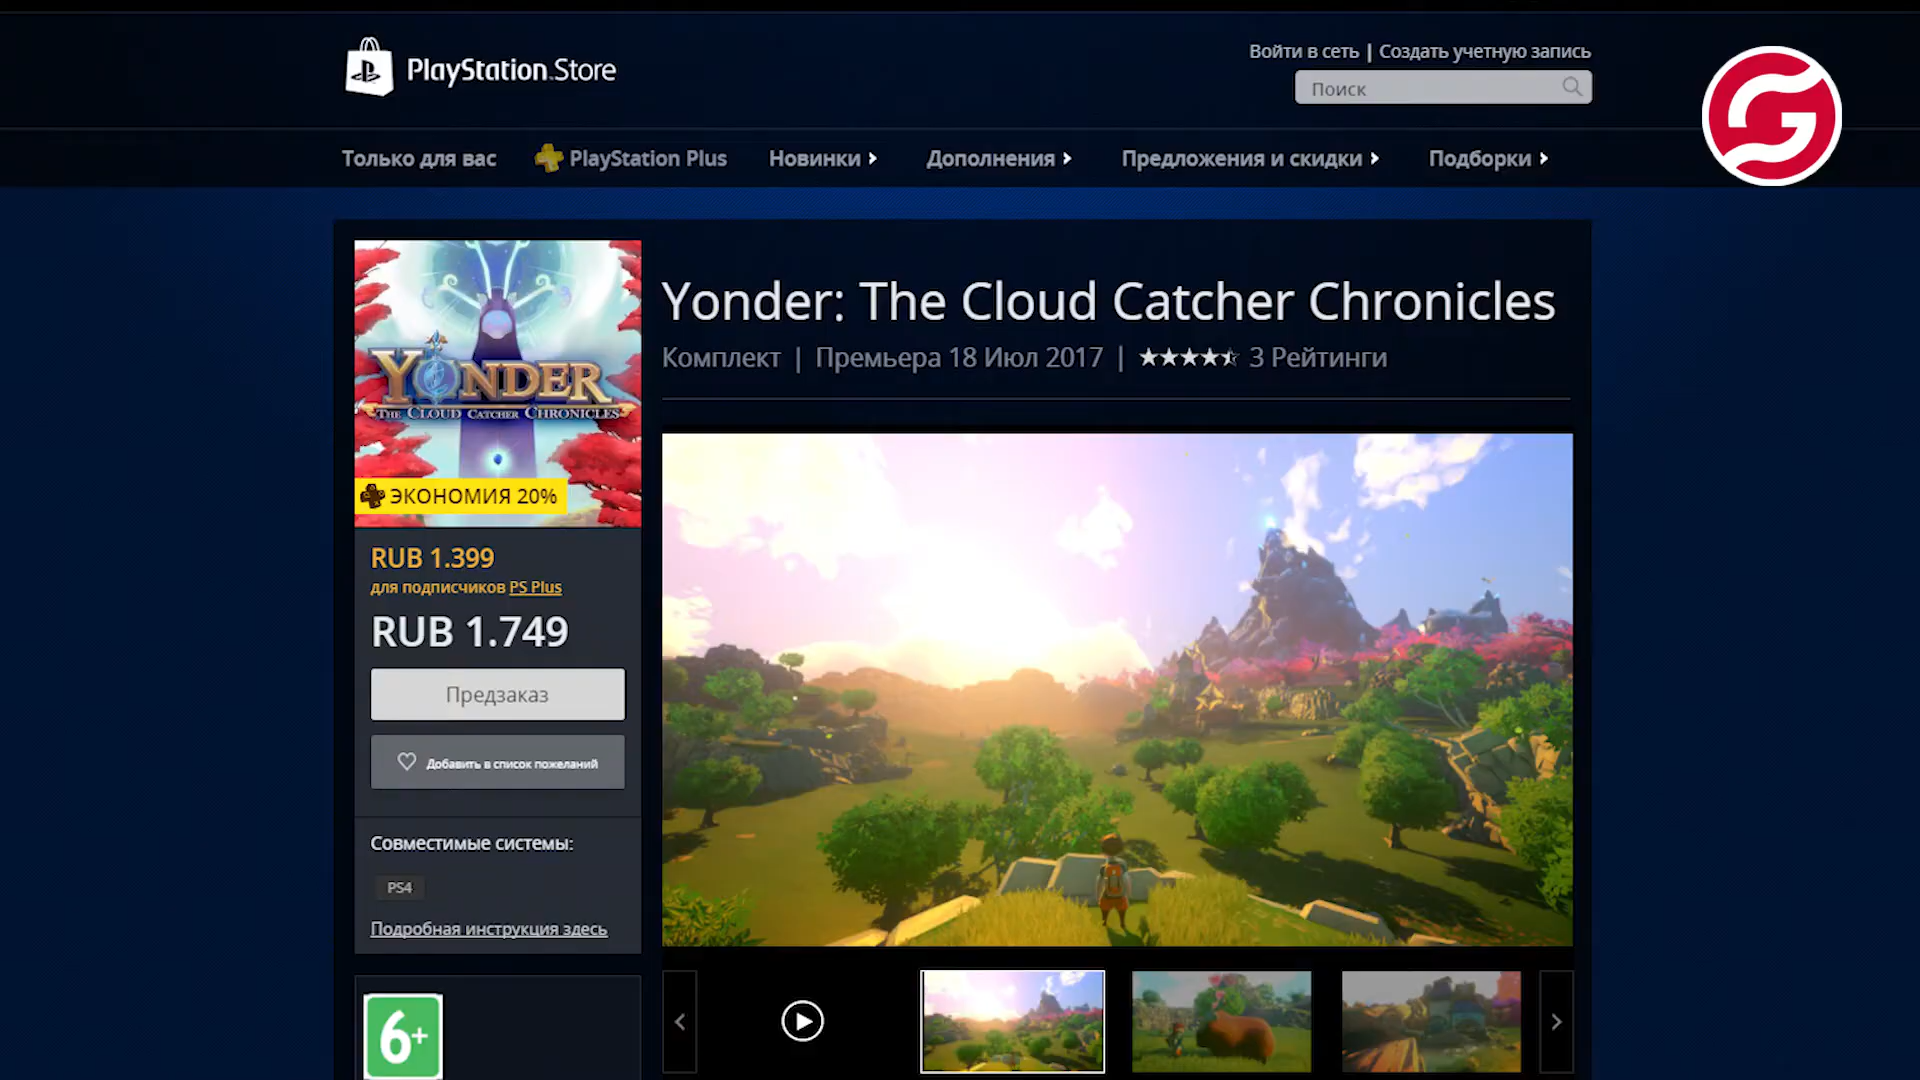 PlayStation.Store
Войти в сеть | Создать учетную запись
Поиск
Только для вас
PlayStation Plus
Новинки
Дополнения
Предложения и скидки
Подборки
YONDER
THE CLOUD CATCHER CHRONICLES
ЭКОНОМИЯ 20%
RUB 1.399
для подписчиков PS Plus
RUB 1.749
Предзаказ
Добавить в список пожеланий
Совместимые системы:
PS4
Подробная инструкция здесь
6+
Yonder: The Cloud Catcher Chronicles
Комплект | Премьера 18 Июл 2017 | 3 Рейтинги